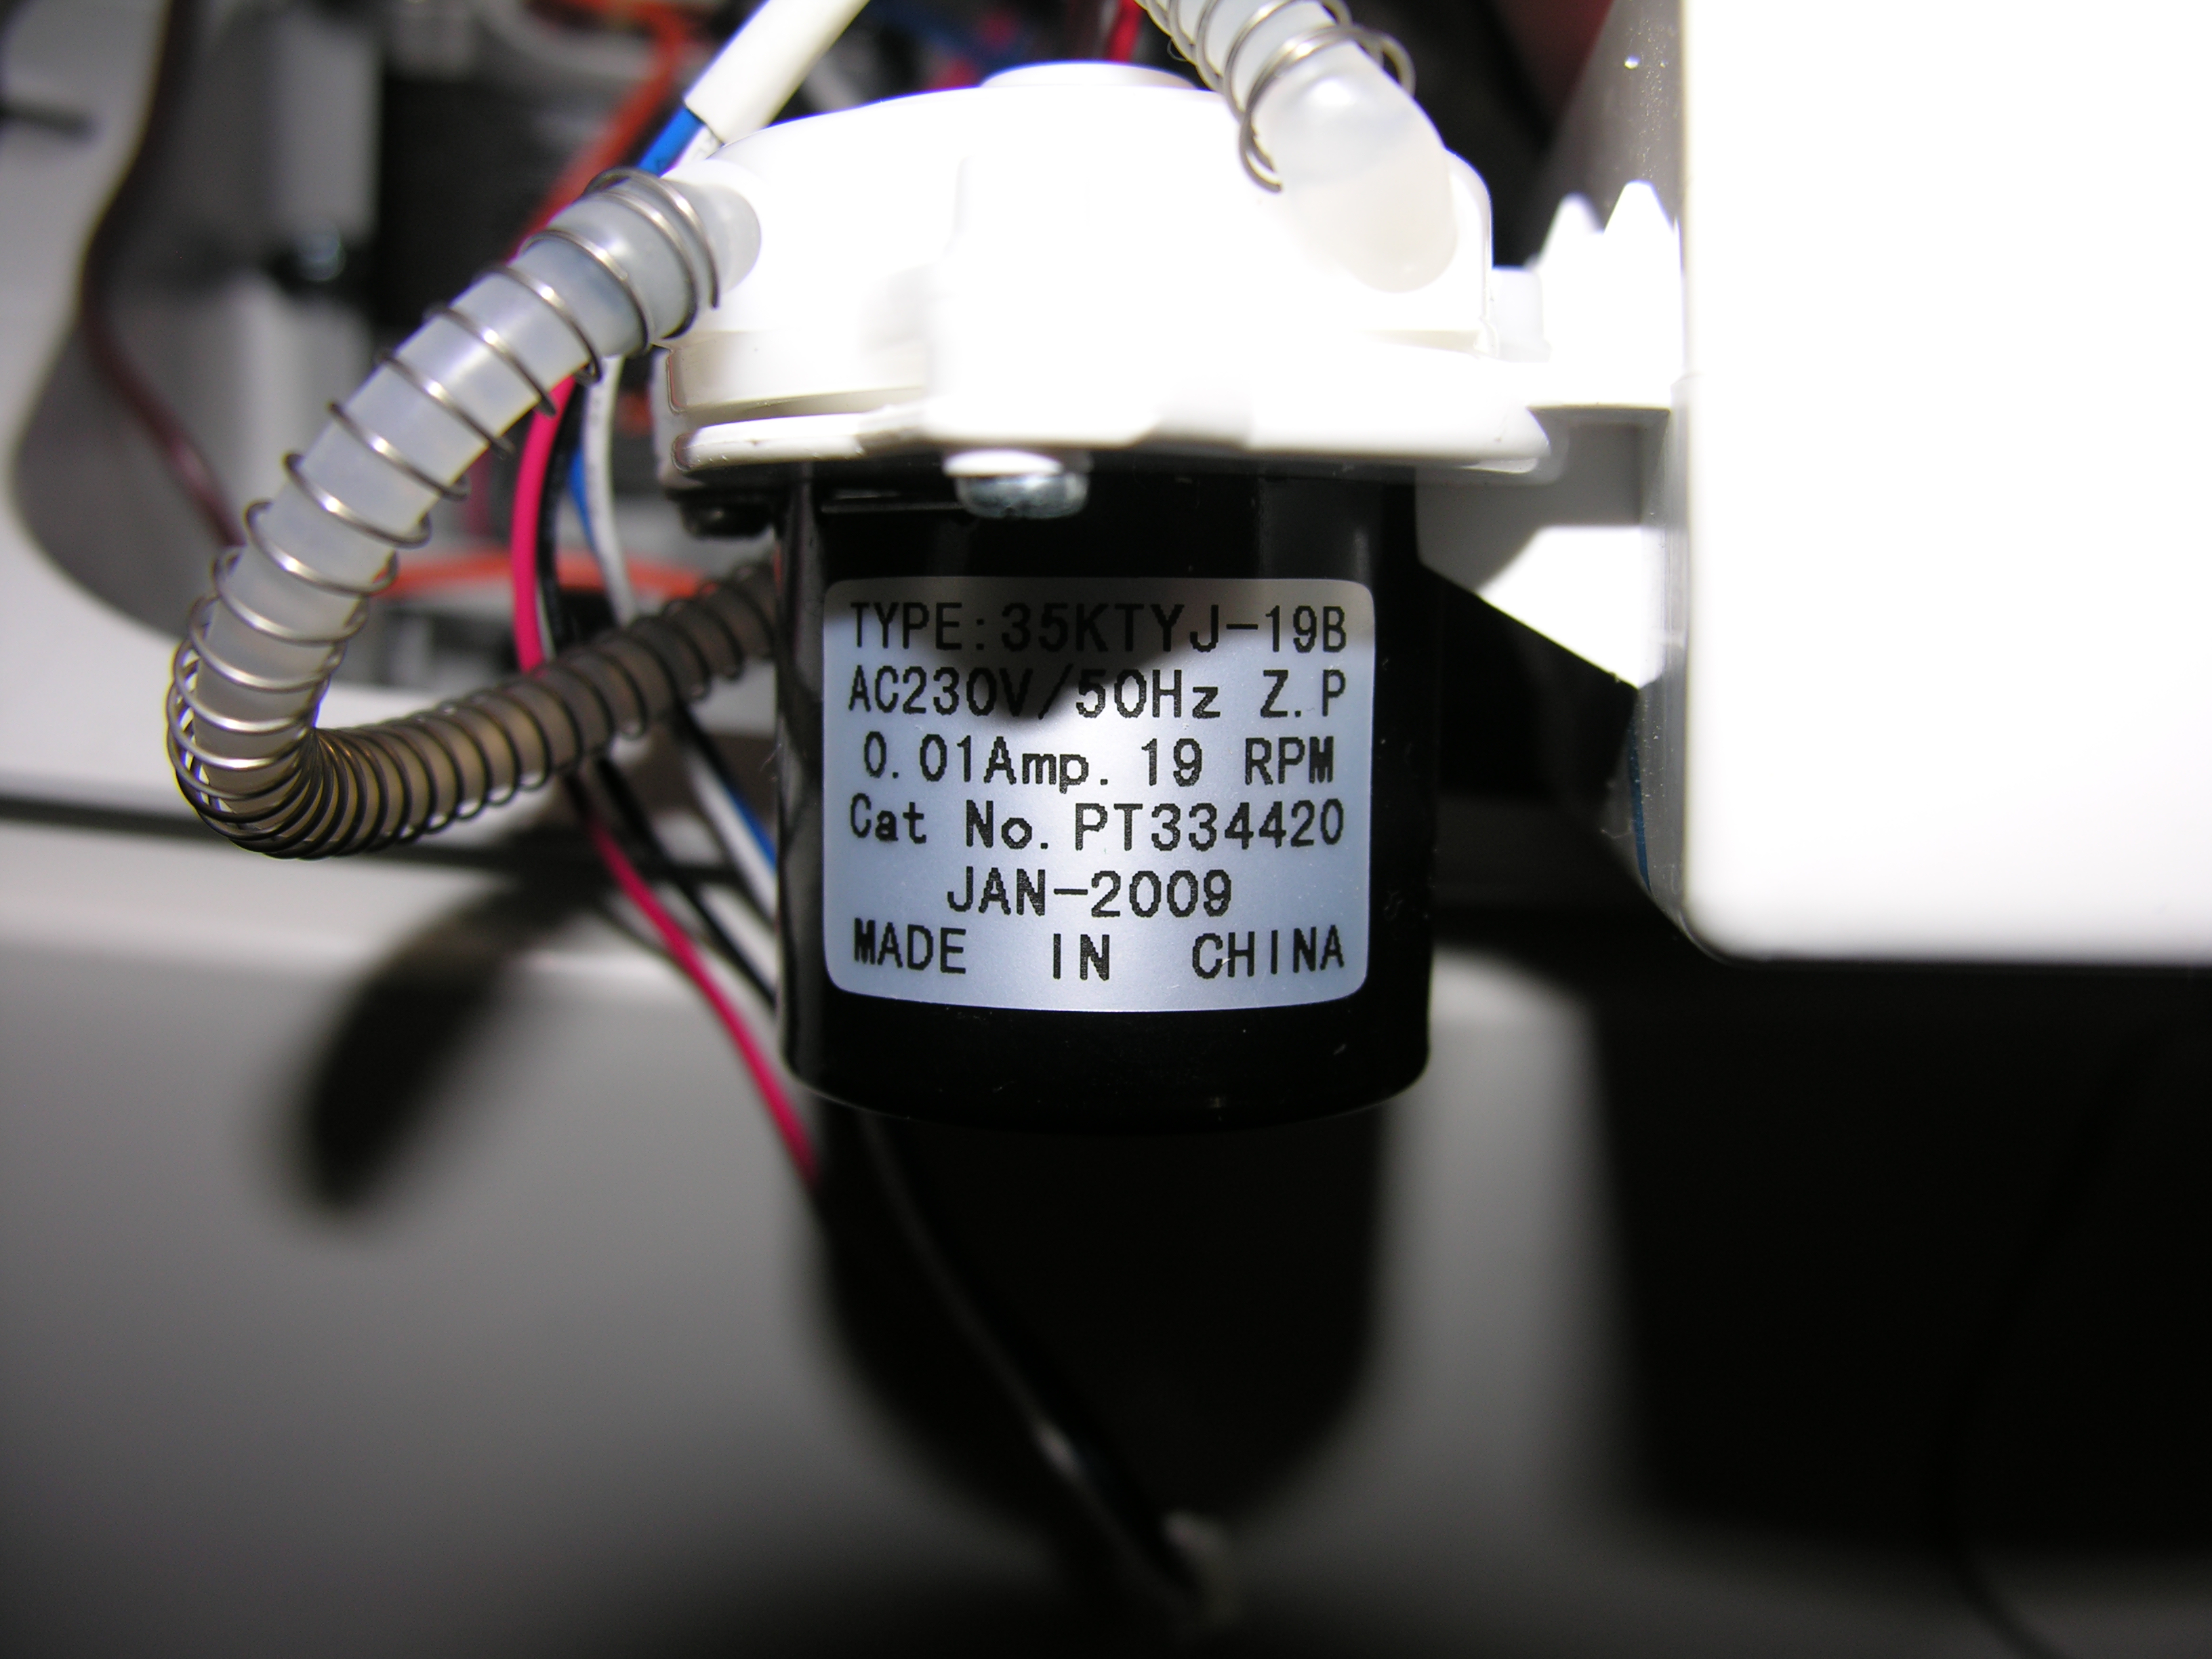 TYPE:35KTYJ-19B
AC230V/50Hz Z.P
0.01Amp. 19 RPM
Cat No.PT334420
JAN-2009
MADE IN CHINA